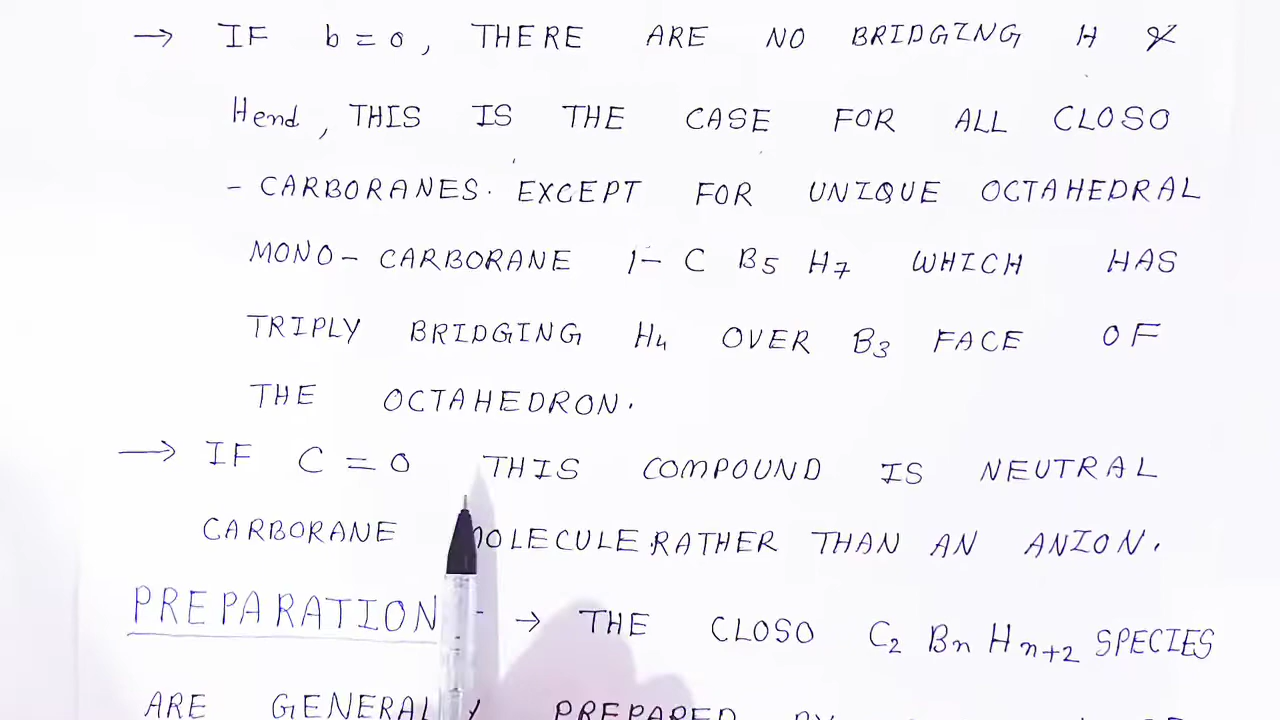 → IF b = 0, THERE ARE NO BRIDGING H &
Hend, THIS IS THE CASE FOR ALL CLOSO
- CARBORANES. EXCEPT FOR UNIQUE OCTAHEDRAL
MONO - CARBORANE 1- C B5 H7 WHICH HAS
TRIPLY BRIDGING H4 OVER B3 FACE OF
THE OCTAHEDRON.
→ IF C = 0 THIS COMPOUND IS NEUTRAL
CARBORANE MOLECULE RATHER THAN AN ANION.
PREPARATION - → THE CLOSO C2 Bn Hn+2 SPECIES
ARE PREPARED